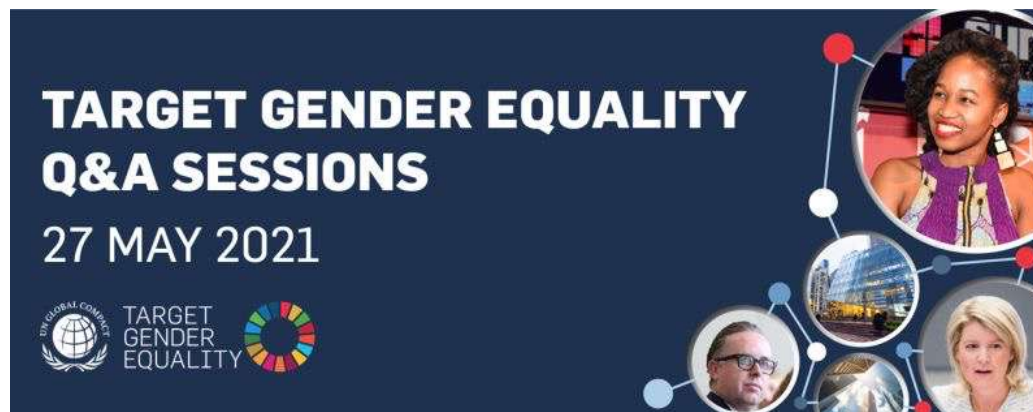 TARGET GENDER EQUALITY
Q&A SESSIONS
27 MAY 2021
UN GLOBAL COMPACT
TARGET
GENDER
EQUALITY